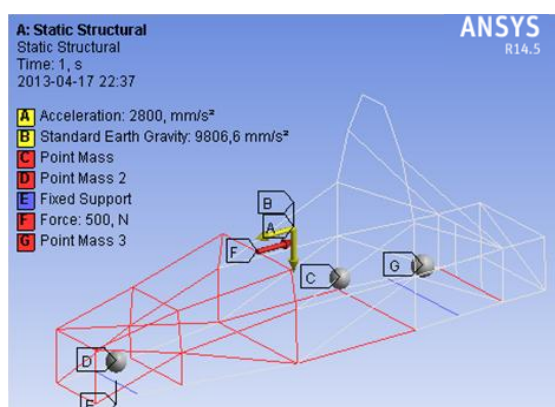 A: Static Structural
Static Structural
Time: 1, s
2013-04-17 22:37
A Acceleration: 2800, mm/s²
B Standard Earth Gravity: 9806,6 mm/s²
C Point Mass
D Point Mass 2
E Fixed Support
F Force: 500, N
G Point Mass 3
ANSYS
R14.5
B
A
F
C
G
D
E